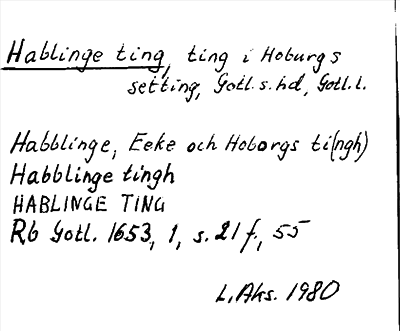 Hablinge ting, ting i Hoburgs
setting, Gotl. s. hd, Gotl. l.
Habblinge, Eeke och Hoborgs ti(ngh)
Habblinge tingh
HABLINGE TING
Rb Gotl. 1653, 1, s. 21 f, 55
L. Aks. 1980